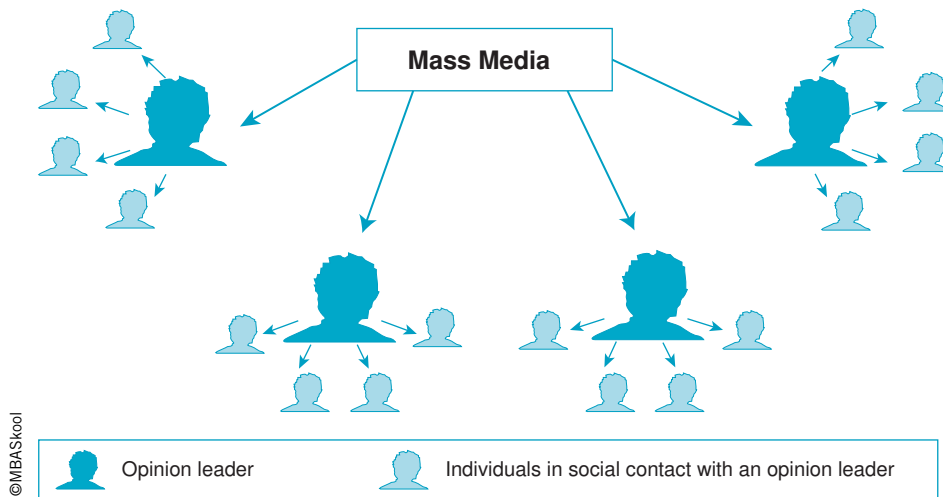 Mass Media
©MBASkool
Opinion leader
Individuals in social contact with an opinion leader